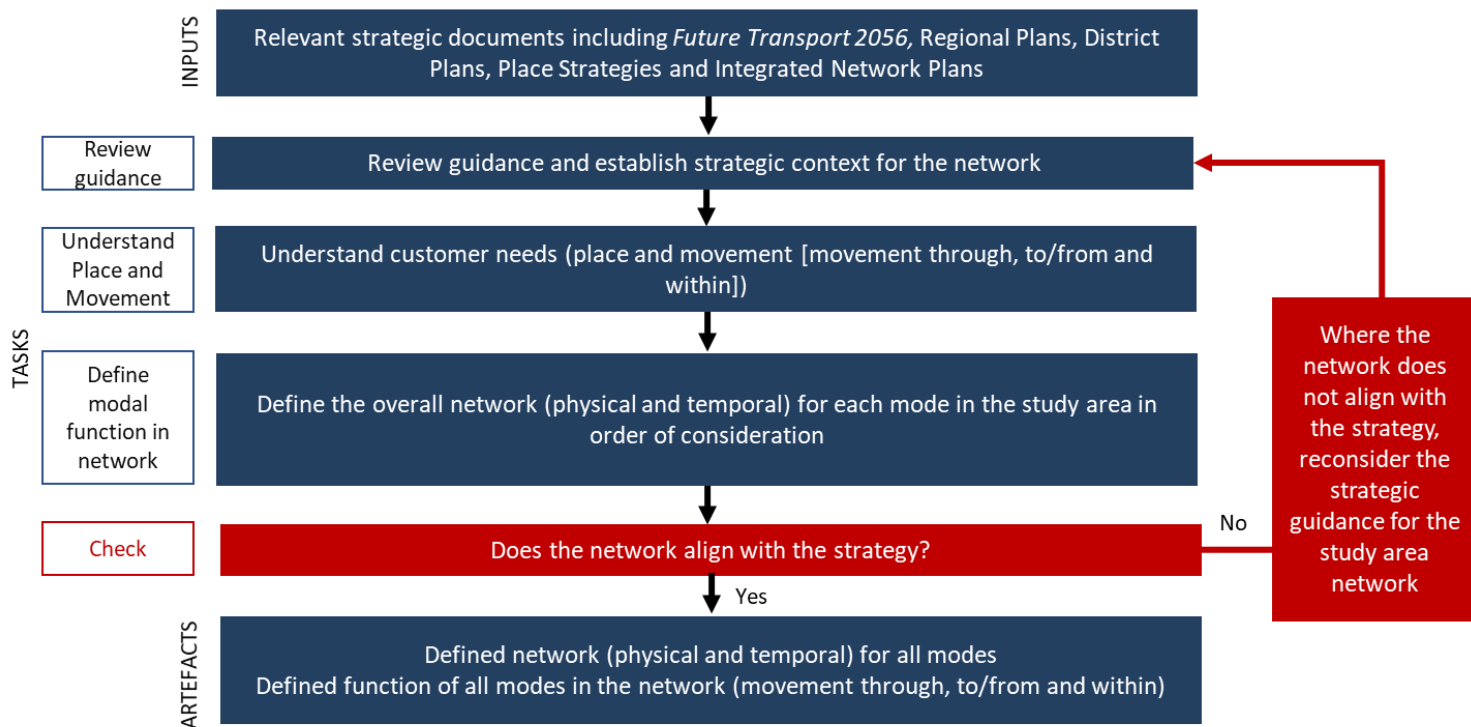 INPUTS
Relevant strategic documents including Future Transport 2056, Regional Plans, District
Plans, Place Strategies and Integrated Network Plans
TASKS
Review
guidance
Review guidance and establish strategic context for the network
Understand
Place and
Movement
Understand customer needs (place and movement [movement through, to/from and
within])
Define
modal
function in
network
Define the overall network (physical and temporal) for each mode in the study area in
order of consideration
Check
Does the network align with the strategy?
No
Where the
network does
not align with
the strategy,
reconsider the
strategic
guidance for the
study area
network
Yes
ARTEFACTS
Defined network (physical and temporal) for all modes
Defined function of all modes in the network (movement through, to/from and within)